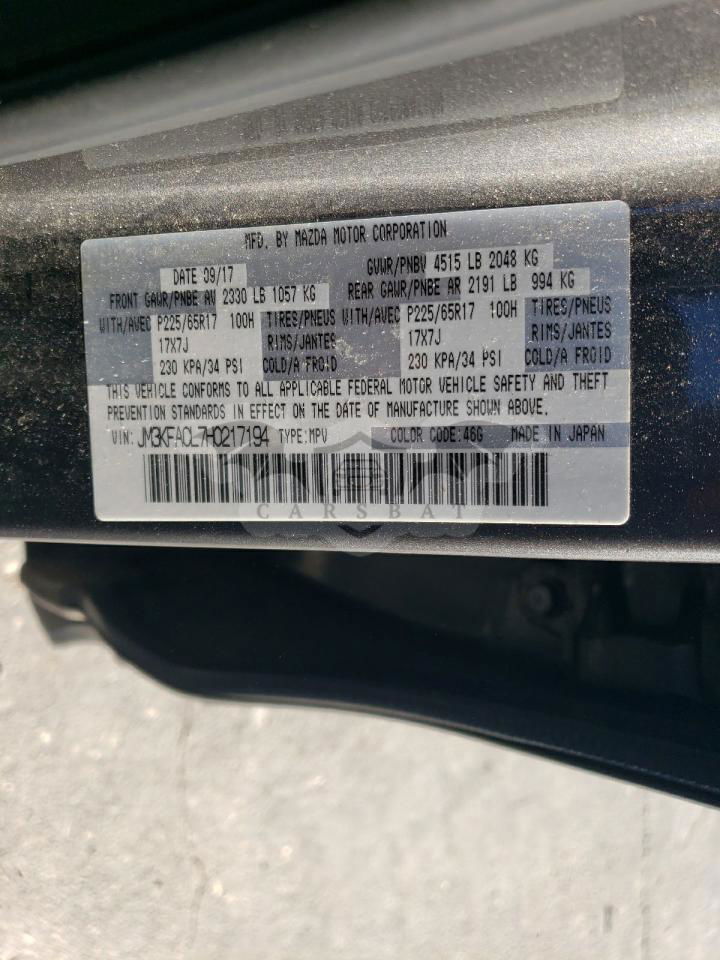 MFD. BY MAZDA MOTOR CORPORATION
DATE 09/17 GVWR/PNBV 4515 LB 2048 KG
FRONT GAWR/PNBE AV 2330 LB 1057 KG REAR GAWR/PNBE AR 2191 LB 994 KG
WITH/AVEC P225/65R17 100H TIRES/PNEUS WITH/AVEC P225/65R17 100H TIRES/PNEUS
17X7J RIMS/JANTES 17X7J RIMS/JANTES
230 KPA/34 PSI COLD/A FROID 230 KPA/34 PSI COLD/A FROID
THIS VEHICLE CONFORMS TO ALL APPLICABLE FEDERAL MOTOR VEHICLE SAFETY AND THEFT
PREVENTION STANDARDS IN EFFECT ON THE DATE OF MANUFACTURE SHOWN ABOVE.
VIN: JM3KFACL7H0217194 TYPE:MPV COLOR CODE:46G MADE IN JAPAN
CARSBAT